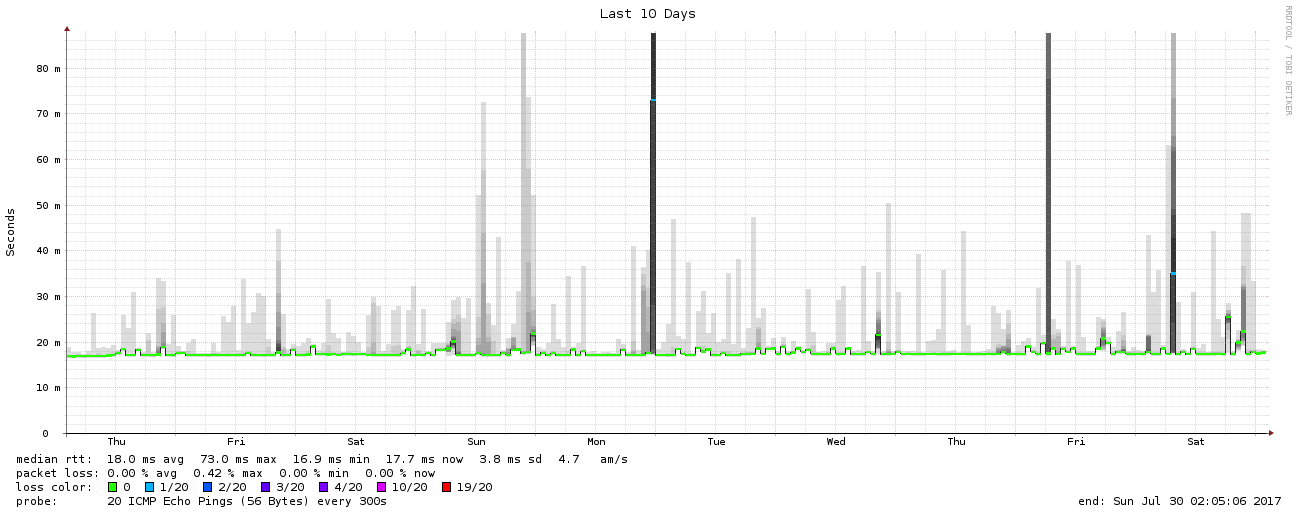 Last 10 Days
RRDTOOL / TOBI OETIKER
Seconds
80 m
70 m
60 m
50 m
40 m
30 m
20 m
10 m
0
Thu Fri Sat Sun Mon Tue Wed Thu Fri Sat
median rtt: 18.0 ms avg 73.0 ms max 16.9 ms min 17.7 ms now 3.8 ms sd 4.7 am/s
packet loss: 0.00 % avg 0.42 % max 0.00 % min 0.00 % now
loss color: 0 1/20 2/20 3/20 4/20 10/20 19/20
probe: 20 ICMP Echo Pings (56 Bytes) every 300s end: Sun Jul 30 02:05:06 2017